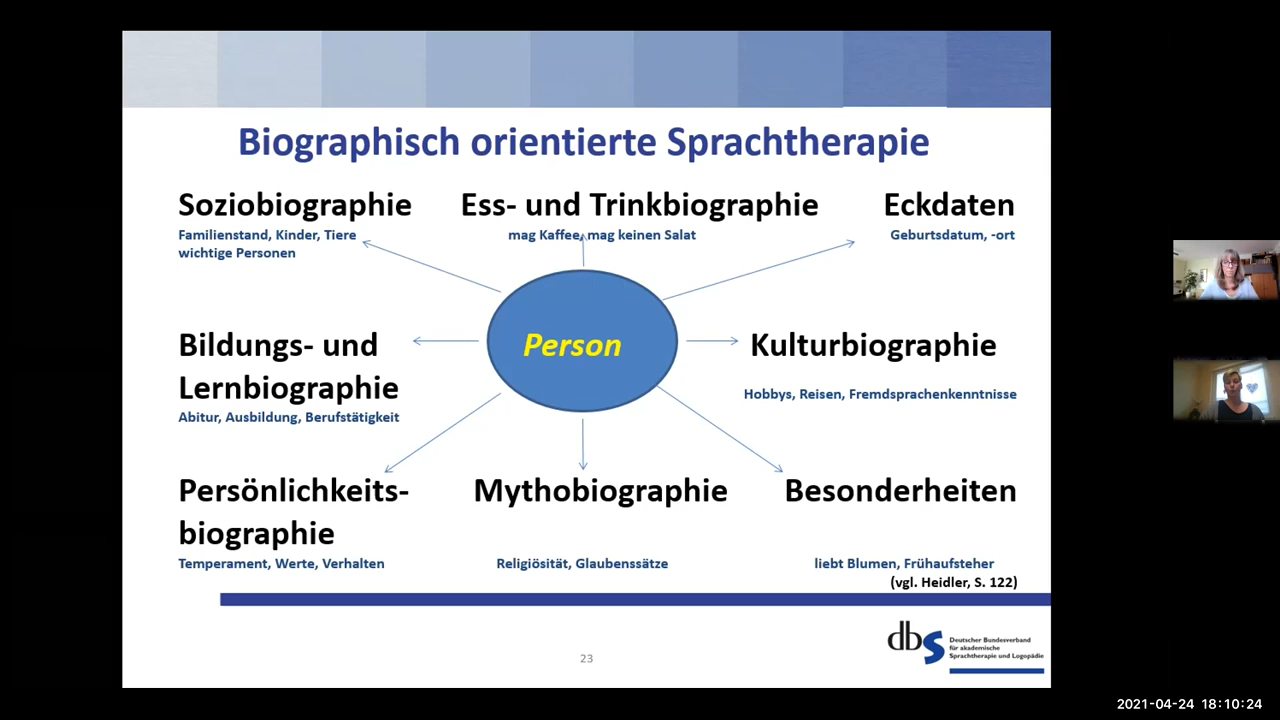 Biographisch orientierte Sprachtherapie
Soziobiographie
Familienstand, Kinder, Tiere
wichtige Personen
Ess- und Trinkbiographie
mag Kaffee, mag keinen Salat
Eckdaten
Geburtsdatum, -ort
Bildungs- und
Lernbiographie
Abitur, Ausbildung, Berufstätigkeit
Person
Kulturbiographie
Hobbys, Reisen, Fremdsprachenkenntnisse
Persönlichkeits-
biographie
Temperament, Werte, Verhalten
Mythobiographie
Religiösität, Glaubenssätze
Besonderheiten
liebt Blumen, Frühaufsteher
(vgl. Heidler, S. 122)
23
dbs
Deutscher Bundesverband
für akademische
Sprachtherapie und Logopädie
2021-04-24 18:10:24